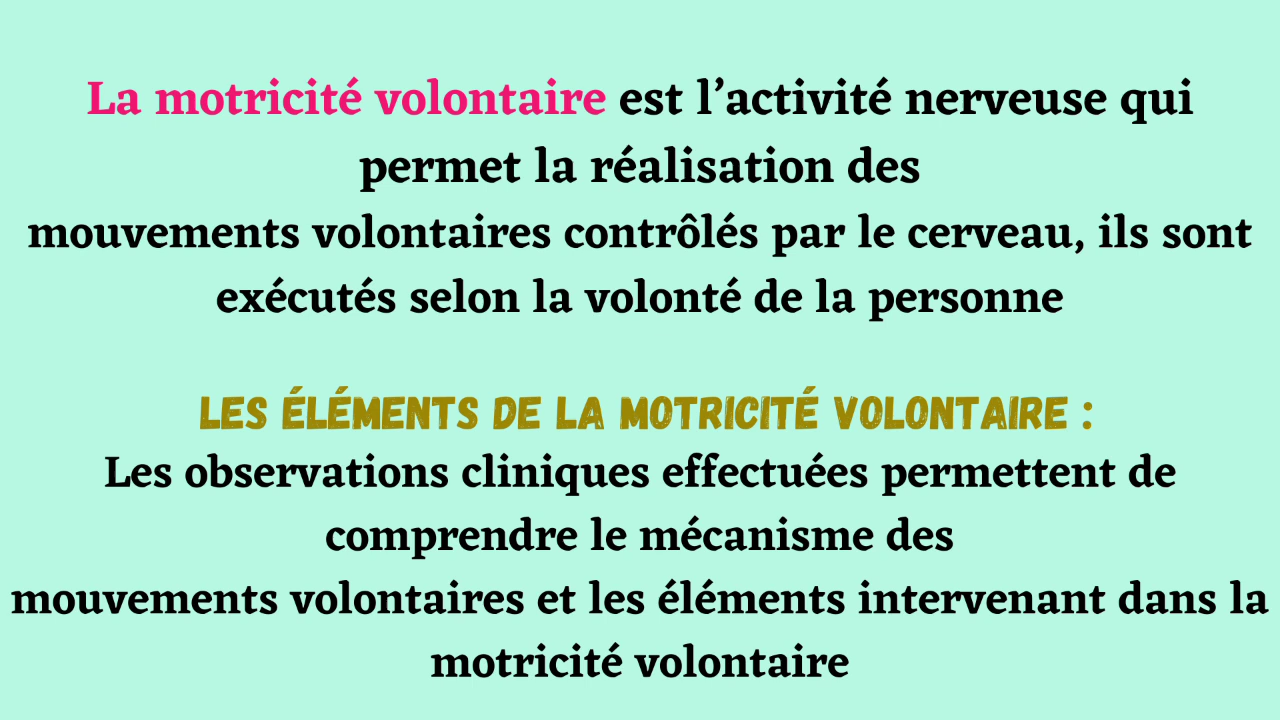 La motricité volontaire est l’activité nerveuse qui
permet la réalisation des
mouvements volontaires contrôlés par le cerveau, ils sont
exécutés selon la volonté de la personne
LES ÉLÉMENTS DE LA MOTRICITÉ VOLONTAIRE :
Les observations cliniques effectuées permettent de
comprendre le mécanisme des
mouvements volontaires et les éléments intervenant dans la
motricité volontaire